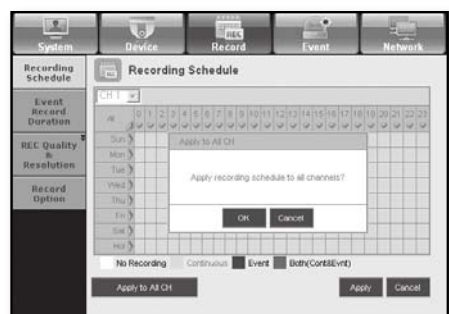 System Device Record Event Network
REC
Recording
Schedule
Event
Record
Duration
REC Quality
&
Resolution
Record
Option
Recording Schedule
CH 1
All 0 1 2 3 4 5 6 7 8 9 10 11 12 13 14 15 16 17 18 19 20 21 22 23
Sun
Mon
Tue
Wed
Thu
Fri
Sat
Hol
Apply to All CH
Apply recording schedule to all channels?
OK Cancel
No Recording Continuous Event Both(Cont&Evnt)
Apply to All CH Apply Cancel